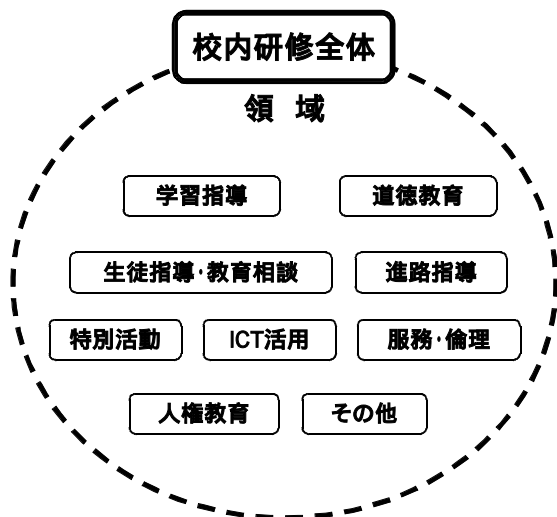 校内研修全体
領 域
学習指導
道徳教育
生徒指導･教育相談
進路指導
特別活動
ICT活用
服務･倫理
人権教育
その他